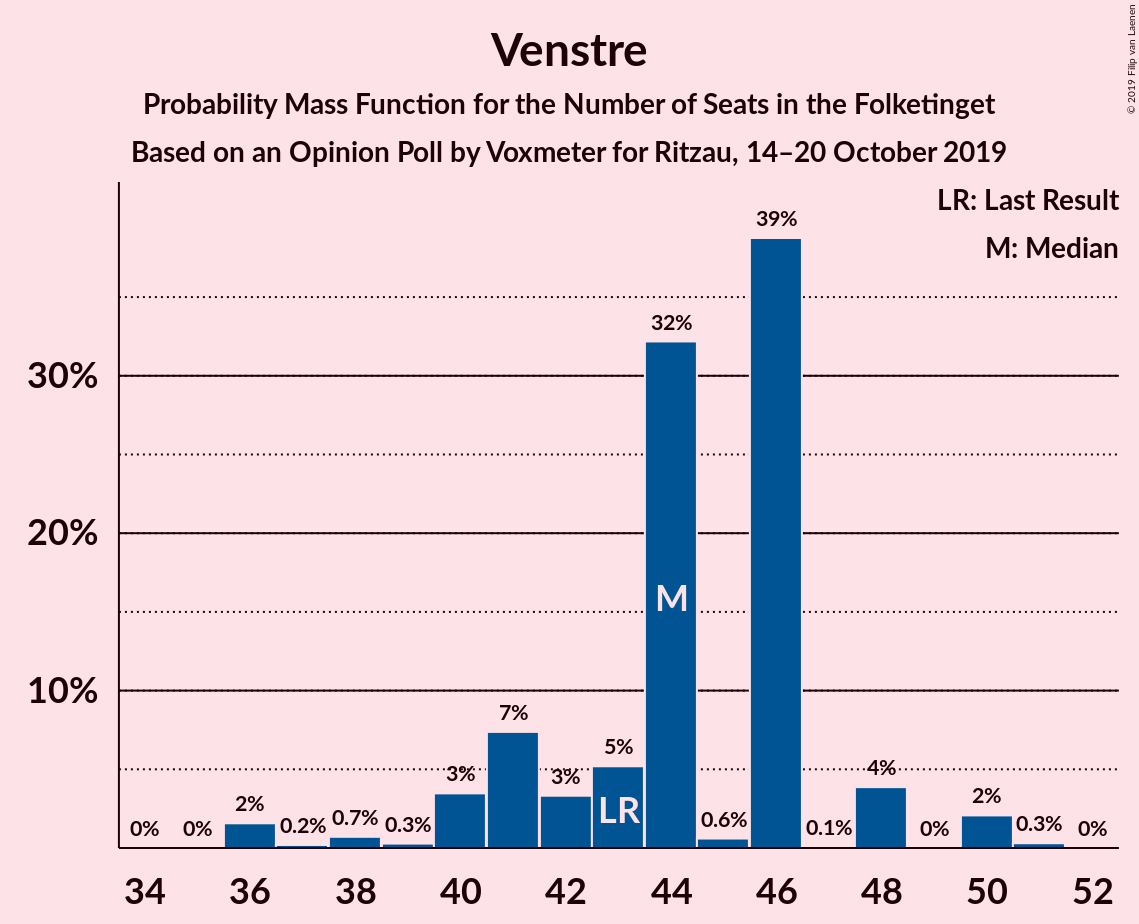 © 2019 Filip van Laenen
Venstre
Probability Mass Function for the Number of Seats in the Folketinget
Based on an Opinion Poll by Voxmeter for Ritzau, 14–20 October 2019
LR: Last Result
M: Median
39%
32%
30%
20%
M
10%
7%
5%
4%
3%
3%
2%
2%
0.7%
0.6%
LR
0%
0%
0.2%
0.3%
0.1%
0%
0.3%
0%
34 36 38 40 42 44 46 48 50 52